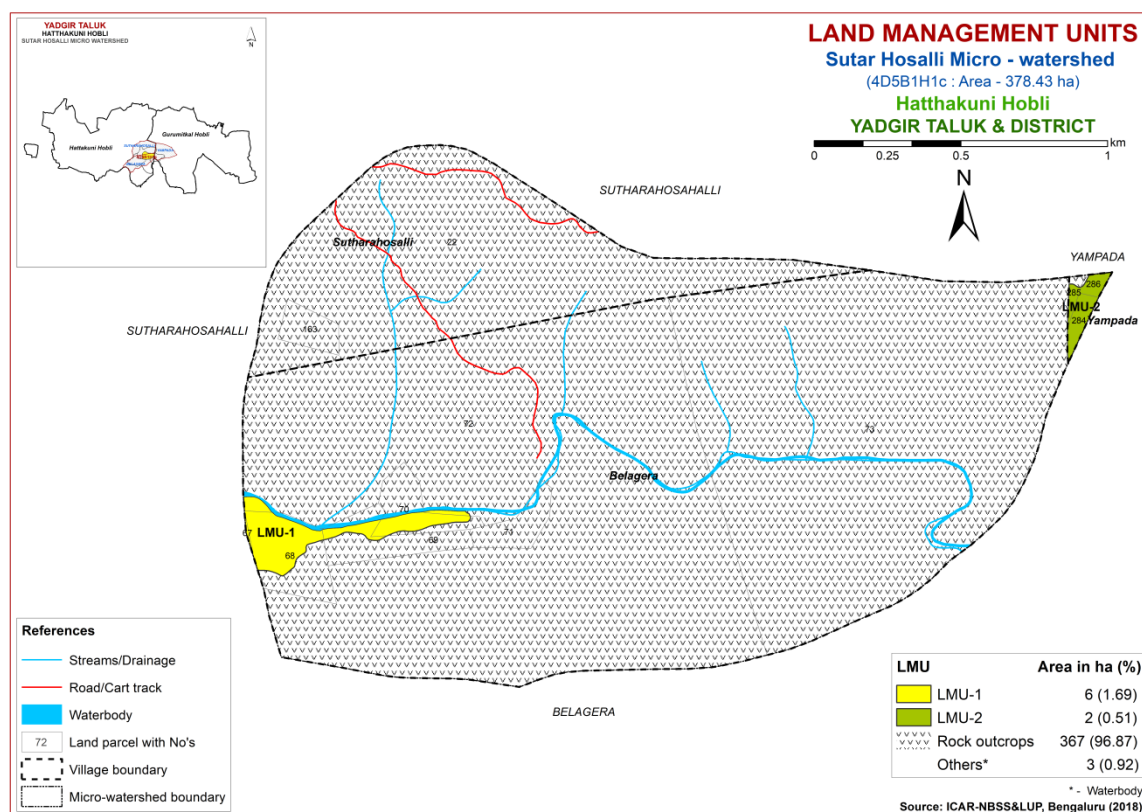 YADGIR TALUK
HATTHAKUNI HOBLI
SUTAR HOSALLI MICRO WATERSHED
N
Hattakuni Hobli
Gurumitkal Hobli
LAND MANAGEMENT UNITS
Sutar Hosalli Micro - watershed
(4D5B1H1c : Area - 378.43 ha)
Hatthakuni Hobli
YADGIR TALUK & DISTRICT
km
0 0.25 0.5 1
N
SUTHARAHOSAHALLI
Sutharahosalli
22
YAMPADA
286
285
LMU-2
284
Yampada
SUTHARAHOSAHALLI
163
72
73
Belagera
70
67
LMU-1
71
69
68
BELAGERA
References
Streams/Drainage
Road/Cart track
Waterbody
72 Land parcel with No's
Village boundary
Micro-watershed boundary
LMU Area in ha (%)
LMU-1 6 (1.69)
LMU-2 2 (0.51)
Rock outcrops 367 (96.87)
Others* 3 (0.92)
* - Waterbody
Source: ICAR-NBSS&LUP, Bengaluru (2018)